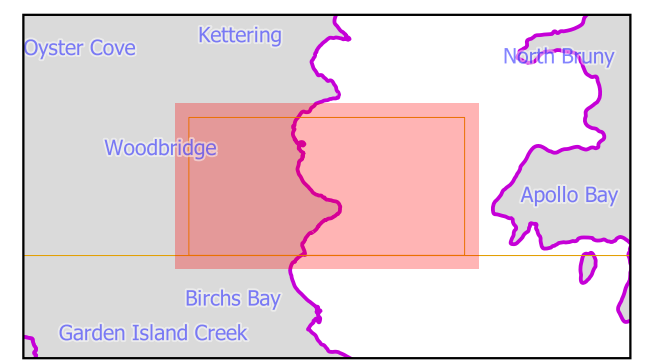 Kettering
Oyster Cove
North Bruny
Woodbridge
Apollo Bay
Birchs Bay
Garden Island Creek